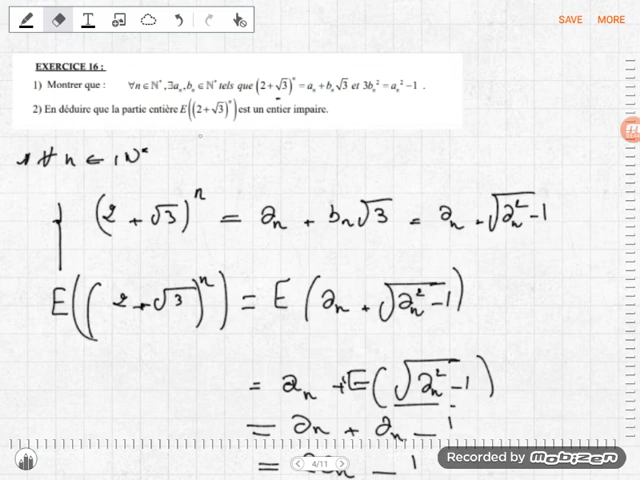 SAVE MORE
EXERCICE 16 :
1) Montrer que : ∀n ∈ ℕ*, ∃aₙ, bₙ ∈ ℕ* tels que (2+√3)ⁿ = aₙ + bₙ√3 et 3bₙ² = aₙ² − 1 .
2) En déduire que la partie entière E((2+√3)ⁿ) est un entier impaire.
∀ n ∈ ℕ*
(2 + √3)ⁿ = aₙ + bₙ√3 = aₙ + √(aₙ² − 1)
E((2 + √3)ⁿ) = E(aₙ + √(aₙ² − 1))
= aₙ + E(√(aₙ² − 1))
= aₙ + aₙ − 1
= 2aₙ − 1
4/11
Recorded by mobizen